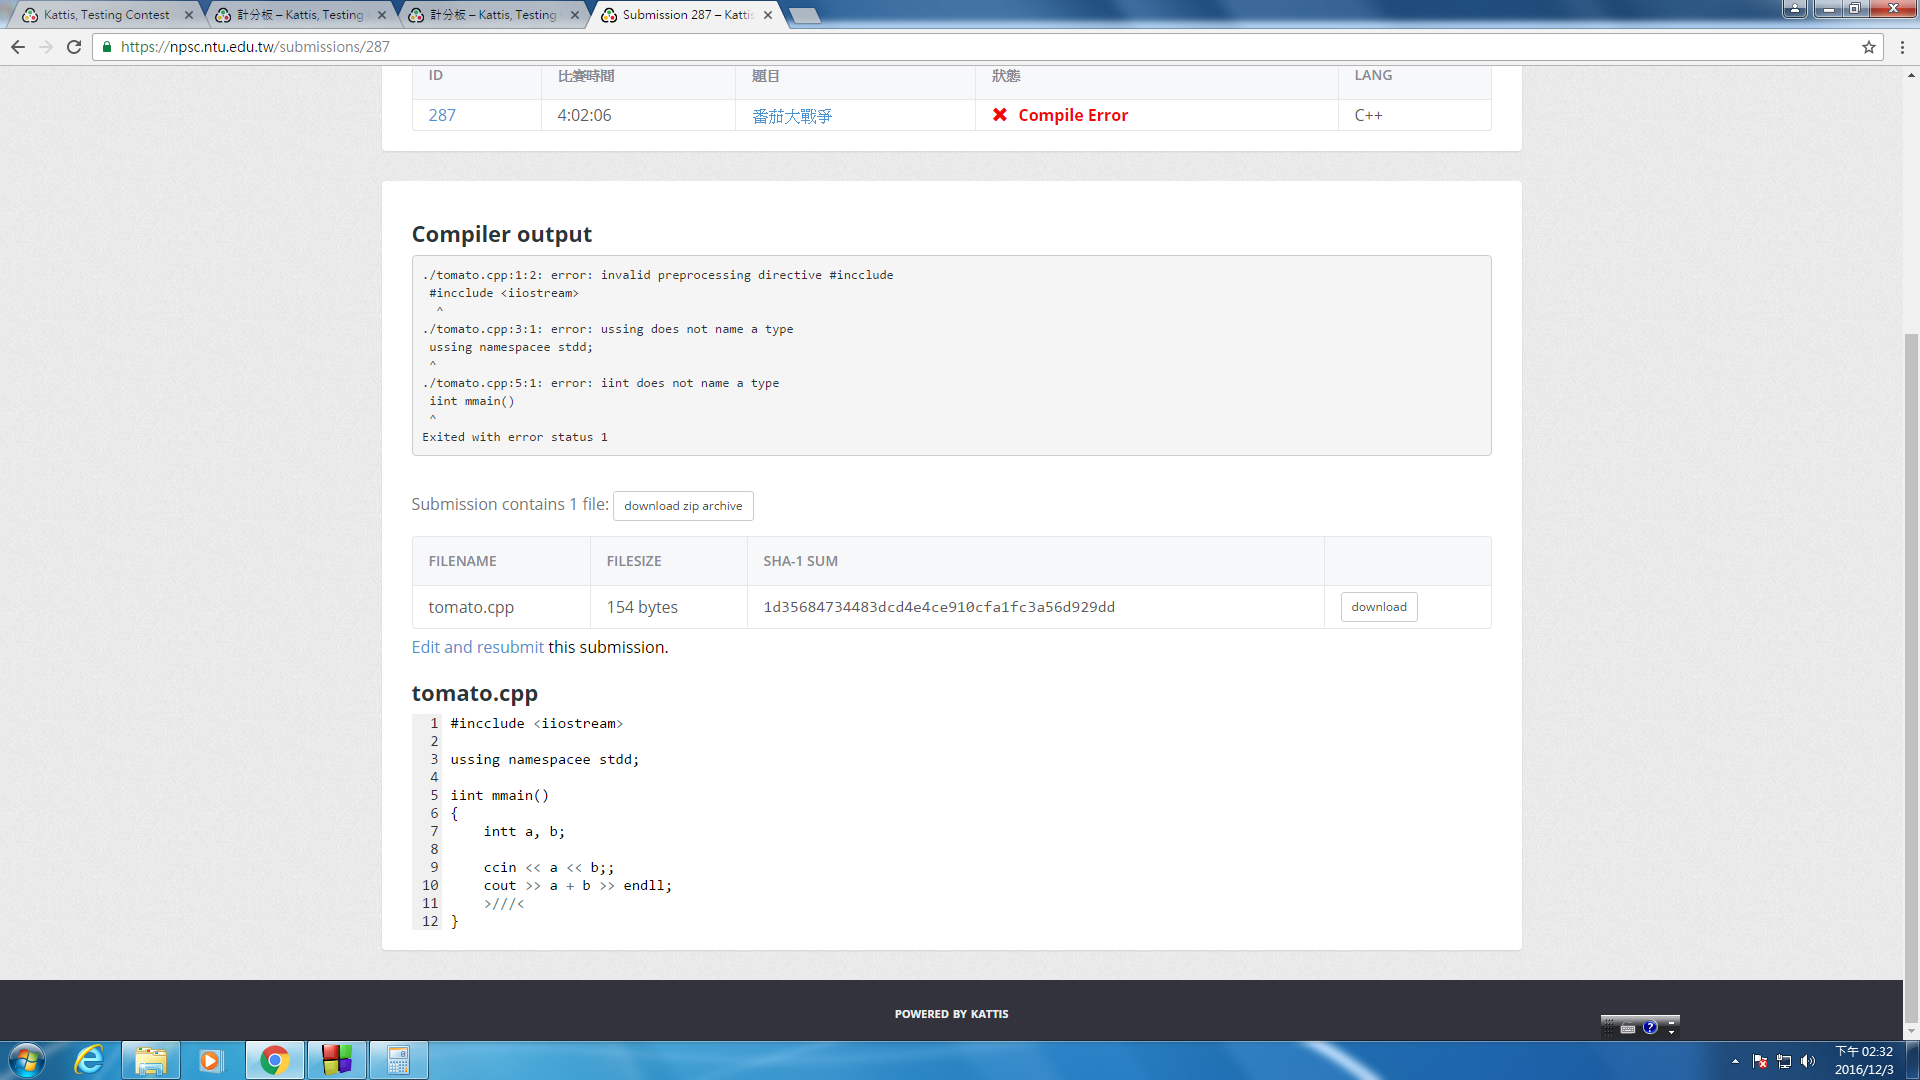 Kattis, Testing Contest
計分板 – Kattis, Testing
計分板 – Kattis, Testing
Submission 287 – Kattis
https://npsc.ntu.edu.tw/submissions/287
ID 比賽時間 題目 狀態 LANG
287 4:02:06 番茄大戰爭 Compile Error C++
Compiler output
./tomato.cpp:1:2: error: invalid preprocessing directive #incclude
#incclude <iiostream>
^
./tomato.cpp:3:1: error: ussing does not name a type
ussing namespacee stdd;
^
./tomato.cpp:5:1: error: iint does not name a type
iint mmain()
^
Exited with error status 1
Submission contains 1 file: download zip archive
FILENAME FILESIZE SHA-1 SUM
tomato.cpp 154 bytes 1d35684734483dcd4e4ce910cfa1fc3a56d929dd download
Edit and resubmit this submission.
tomato.cpp
1 #incclude <iiostream>
2
3 ussing namespacee stdd;
4
5 iint mmain()
6 {
7 intt a, b;
8
9 ccin << a << b;;
10 cout >> a + b >> endll;
11 >///<
12 }
POWERED BY KATTIS
下午 02:32
2016/12/3